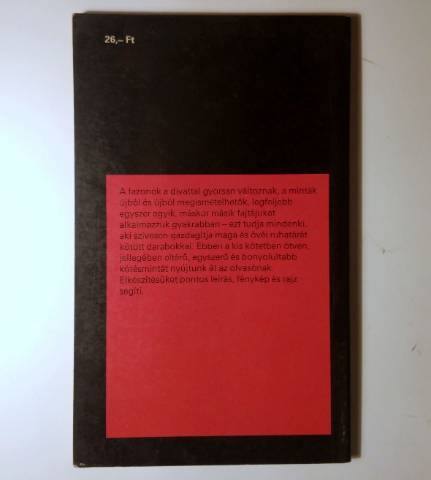 26,– Ft
A fazonok a divattal gyorsan változnak, a minták
újból és újból megismételhetők, legfeljebb
egyszer egyik, máskor másik fajtájukat
alkalmazzuk gyakrabban – ezt tudja mindenki,
aki szívesen gazdagítja maga és övéi ruhatárát
kötött darabokkal. Ebben a kis kötetben ötven,
jellegében eltérő, egyszerű és bonyolultabb
kötésmintát nyújtunk át az olvasónak.
Elkészítésüket pontos leírás, fénykép és rajz
segíti.